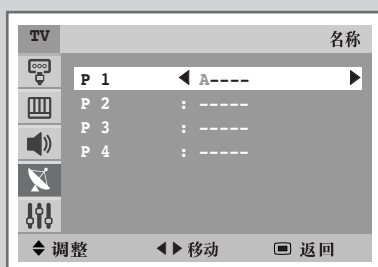 TV 名称
P 1 ◀ A---- ▶
P 2 : -----
P 3 : -----
P 4 : -----
调整 移动 返回